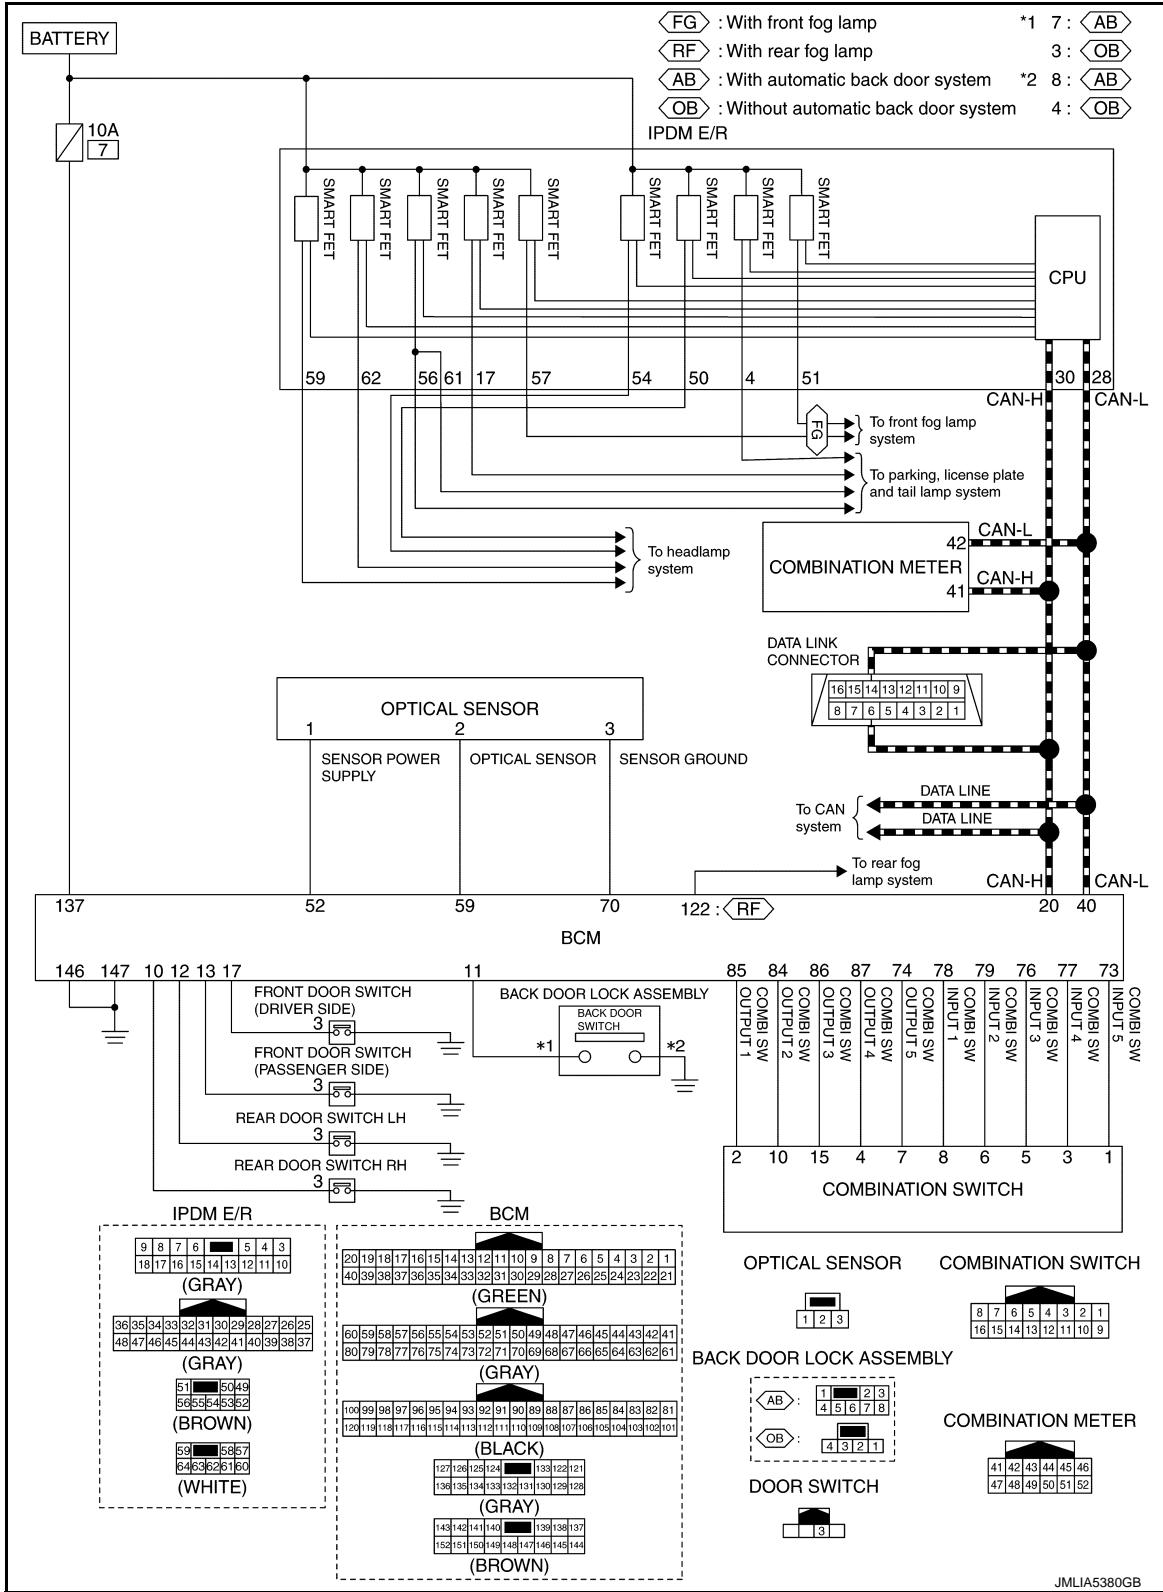 BATTERY
FG : With front fog lamp *1 7 : AB
RF : With rear fog lamp 3 : OB
AB : With automatic back door system *2 8 : AB
OB : Without automatic back door system 4 : OB
10A
7
IPDM E/R
SMART FET SMART FET SMART FET SMART FET SMART FET SMART FET SMART FET SMART FET SMART FET
CPU
59 62 56 61 17 57 54 50 4 51 30 28
CAN-H CAN-L
FG
To front fog lamp
system
To parking, license plate
and tail lamp system
To headlamp
system
COMBINATION METER
42 CAN-L
41 CAN-H
DATA LINK
CONNECTOR
16 15 14 13 12 11 10 9
8 7 6 5 4 3 2 1
OPTICAL SENSOR
1 2 3
SENSOR POWER
SUPPLY
OPTICAL SENSOR
SENSOR GROUND
To CAN
system
DATA LINE
DATA LINE
To rear fog
lamp system
CAN-H CAN-L
137 52 59 70 122 : RF 20 40
BCM
146 147 10 12 13 17 11 85 84 86 87 74 78 79 76 77 73
FRONT DOOR SWITCH
(DRIVER SIDE)
3
FRONT DOOR SWITCH
(PASSENGER SIDE)
3
REAR DOOR SWITCH LH
3
REAR DOOR SWITCH RH
3
BACK DOOR LOCK ASSEMBLY
BACK DOOR
SWITCH
*1 *2
COMBI SW
OUTPUT 1
COMBI SW
OUTPUT 2
COMBI SW
OUTPUT 3
COMBI SW
OUTPUT 4
COMBI SW
OUTPUT 5
COMBI SW
INPUT 1
COMBI SW
INPUT 2
COMBI SW
INPUT 3
COMBI SW
INPUT 4
COMBI SW
INPUT 5
2 10 15 4 7 8 6 5 3 1
COMBINATION SWITCH
IPDM E/R
9 8 7 6 5 4 3
18 17 16 15 14 13 12 11 10
(GRAY)
36 35 34 33 32 31 30 29 28 27 26 25
48 47 46 45 44 43 42 41 40 39 38 37
(GRAY)
51 50 49
56 55 54 53 52
(BROWN)
59 58 57
64 63 62 61 60
(WHITE)
BCM
20 19 18 17 16 15 14 13 12 11 10 9 8 7 6 5 4 3 2 1
40 39 38 37 36 35 34 33 32 31 30 29 28 27 26 25 24 23 22 21
(GREEN)
60 59 58 57 56 55 54 53 52 51 50 49 48 47 46 45 44 43 42 41
80 79 78 77 76 75 74 73 72 71 70 69 68 67 66 65 64 63 62 61
(GRAY)
100 99 98 97 96 95 94 93 92 91 90 89 88 87 86 85 84 83 82 81
120 119 118 117 116 115 114 113 112 111 110 109 108 107 106 105 104 103 102 101
(BLACK)
127 126 125 124 133 122 121
136 135 134 133 132 131 130 129 128
(GRAY)
143 142 141 140 139 138 137
152 151 150 149 148 147 146 145 144
(BROWN)
OPTICAL SENSOR
1 2 3
COMBINATION SWITCH
8 7 6 5 4 3 2 1
16 15 14 13 12 11 10 9
BACK DOOR LOCK ASSEMBLY
AB :
1 2 3
4 5 6 7 8
OB :
4 3 2 1
COMBINATION METER
41 42 43 44 45 46
47 48 49 50 51 52
DOOR SWITCH
3
JMLIA5380GB